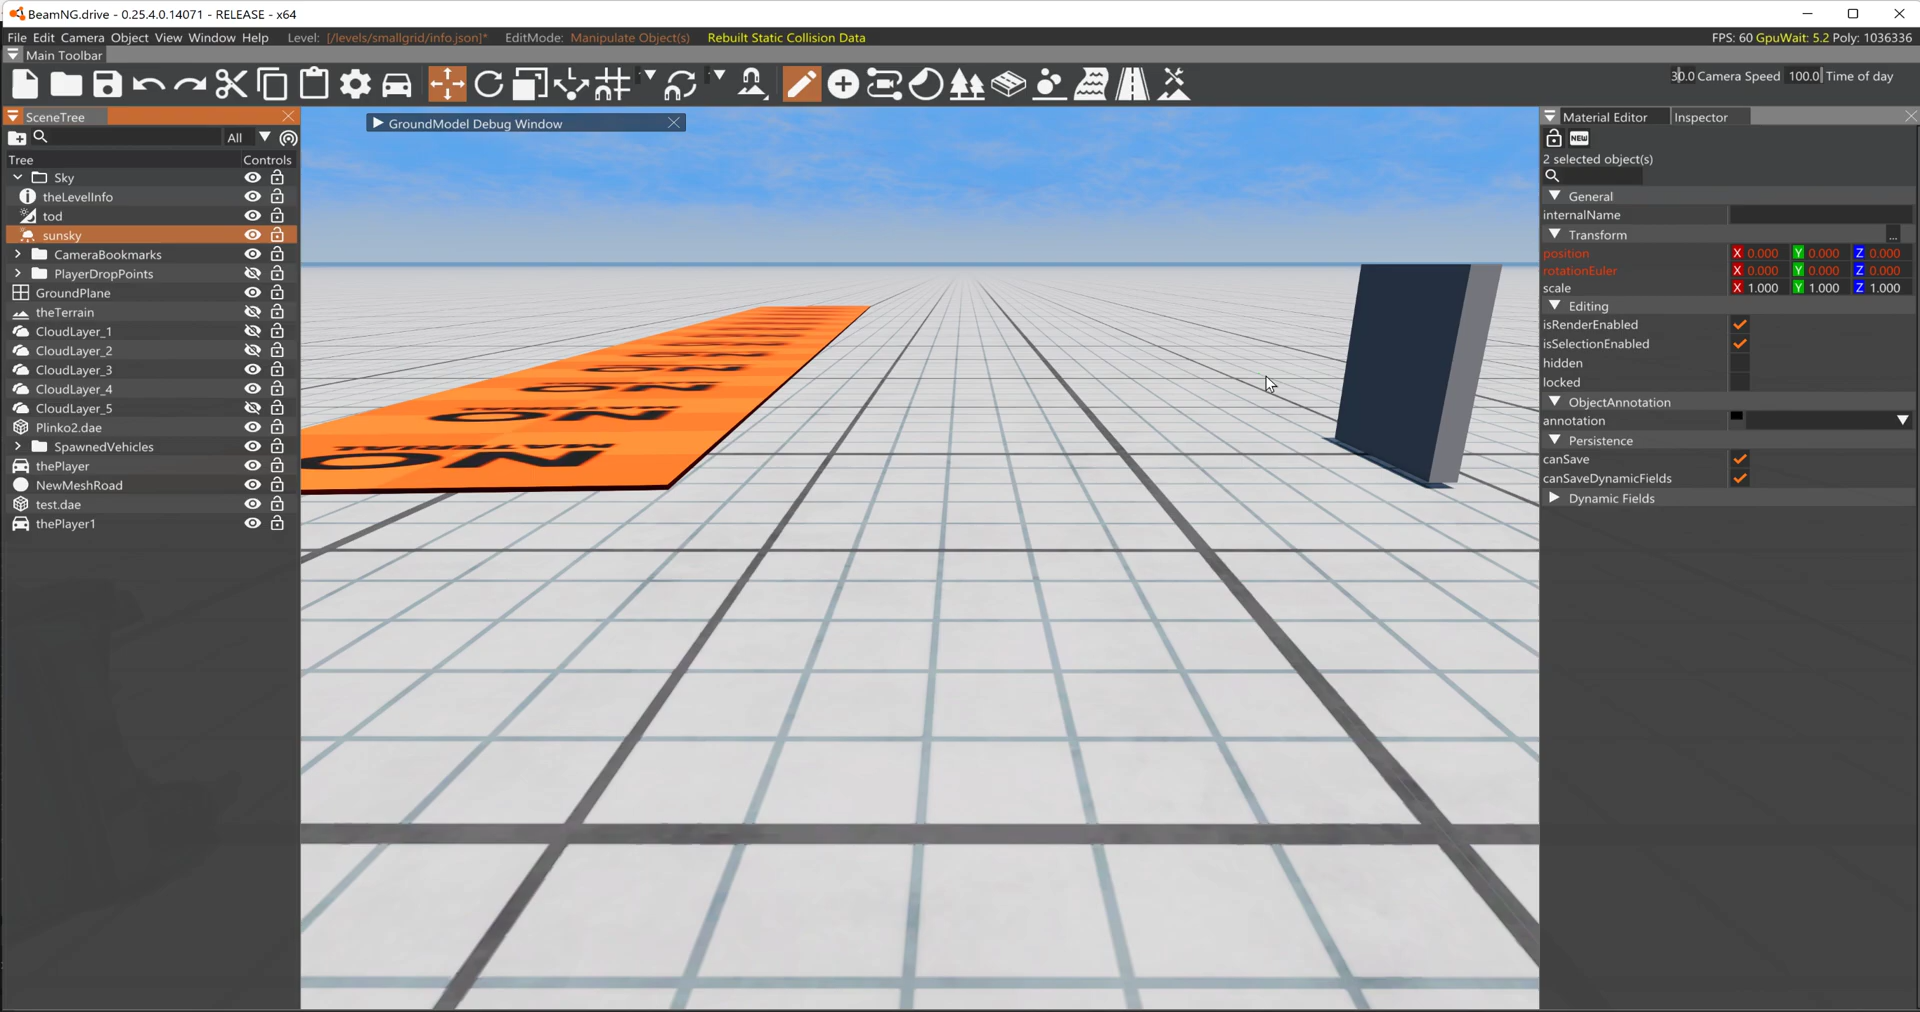 BeamNG.drive - 0.25.4.0.14071 - RELEASE - x64
File Edit Camera Object View Window Help Level: [/levels/smallgrid/info.json]* EditMode: Manipulate Object(s) Rebuilt Static Collision Data FPS: 60 GpuWait: 5.2 Poly: 1036336
Main Toolbar
30.0 Camera Speed 100.0 Time of day
SceneTree
All
Tree Controls
Sky
theLevelInfo
tod
sunsky
CameraBookmarks
PlayerDropPoints
GroundPlane
theTerrain
CloudLayer_1
CloudLayer_2
CloudLayer_3
CloudLayer_4
CloudLayer_5
Plinko2.dae
SpawnedVehicles
thePlayer
NewMeshRoad
test.dae
thePlayer1
GroundModel Debug Window
NO
MATERIAL
NO
MATERIAL
NO
NO
Material Editor Inspector
NEW
2 selected object(s)
General
internalName
Transform ...
position X 0.000 Y 0.000 Z 0.000
rotationEuler X 0.000 Y 0.000 Z 0.000
scale X 1.000 Y 1.000 Z 1.000
Editing
isRenderEnabled
isSelectionEnabled
hidden
locked
ObjectAnnotation
annotation
Persistence
canSave
canSaveDynamicFields
Dynamic Fields